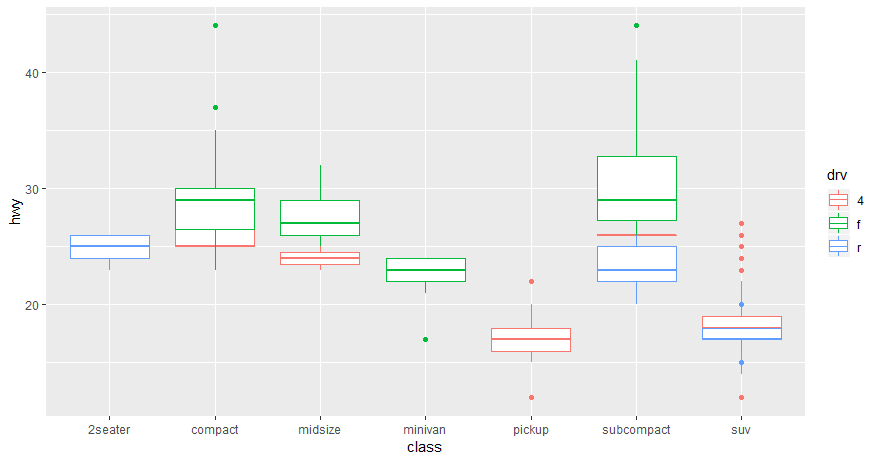 hwy
40
30
20
2seater compact midsize minivan pickup subcompact suv
class
drv
4
f
r